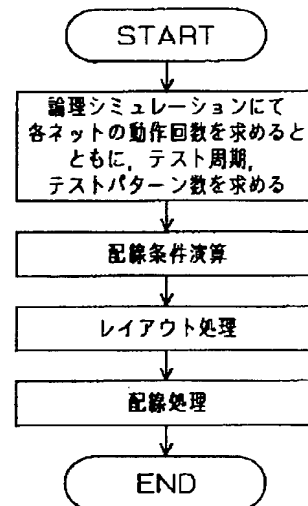 START
論理シミュレーションにて
各ネットの動作回数を求めると
ともに,テスト周期,
テストパターン数を求める
配線条件演算
レイアウト処理
配線処理
END